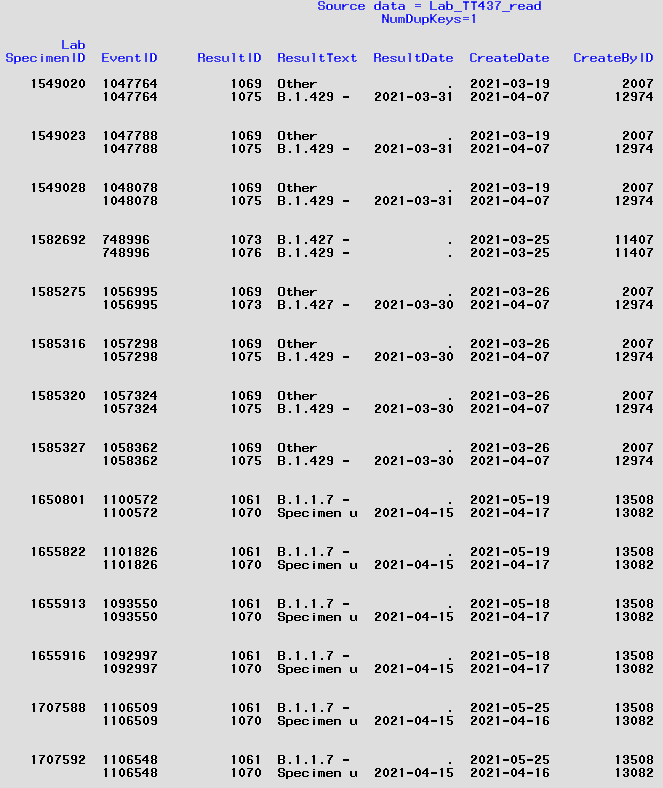 Source data = Lab_TT437_read
NumDupKeys=1
Lab
SpecimenID EventID ResultID ResultText ResultDate CreateDate CreateByID
1549020 1047764 1069 Other . 2021-03-19 2007
1047764 1075 B.1.429 - 2021-03-31 2021-04-07 12974
1549023 1047788 1069 Other . 2021-03-19 2007
1047788 1075 B.1.429 - 2021-03-31 2021-04-07 12974
1549028 1048078 1069 Other . 2021-03-19 2007
1048078 1075 B.1.429 - 2021-03-31 2021-04-07 12974
1582692 748996 1073 B.1.427 - . 2021-03-25 11407
748996 1076 B.1.429 - . 2021-03-25 11407
1585275 1056995 1069 Other . 2021-03-26 2007
1056995 1073 B.1.427 - 2021-03-30 2021-04-07 12974
1585316 1057298 1069 Other . 2021-03-26 2007
1057298 1075 B.1.429 - 2021-03-30 2021-04-07 12974
1585320 1057324 1069 Other . 2021-03-26 2007
1057324 1075 B.1.429 - 2021-03-30 2021-04-07 12974
1585327 1058362 1069 Other . 2021-03-26 2007
1058362 1075 B.1.429 - 2021-03-30 2021-04-07 12974
1650801 1100572 1061 B.1.1.7 - . 2021-05-19 13508
1100572 1070 Specimen u 2021-04-15 2021-04-17 13082
1655822 1101826 1061 B.1.1.7 - . 2021-05-19 13508
1101826 1070 Specimen u 2021-04-15 2021-04-17 13082
1655913 1093550 1061 B.1.1.7 - . 2021-05-18 13508
1093550 1070 Specimen u 2021-04-15 2021-04-17 13082
1655916 1092997 1061 B.1.1.7 - . 2021-05-18 13508
1092997 1070 Specimen u 2021-04-15 2021-04-17 13082
1707588 1106509 1061 B.1.1.7 - . 2021-05-25 13508
1106509 1070 Specimen u 2021-04-15 2021-04-16 13082
1707592 1106548 1061 B.1.1.7 - . 2021-05-25 13508
1106548 1070 Specimen u 2021-04-15 2021-04-16 13082